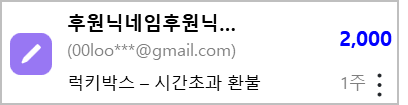 후원닉네임후원닉...
2,000
(00loo***@gmail.com)
럭키박스 – 시간초과 환불
1주